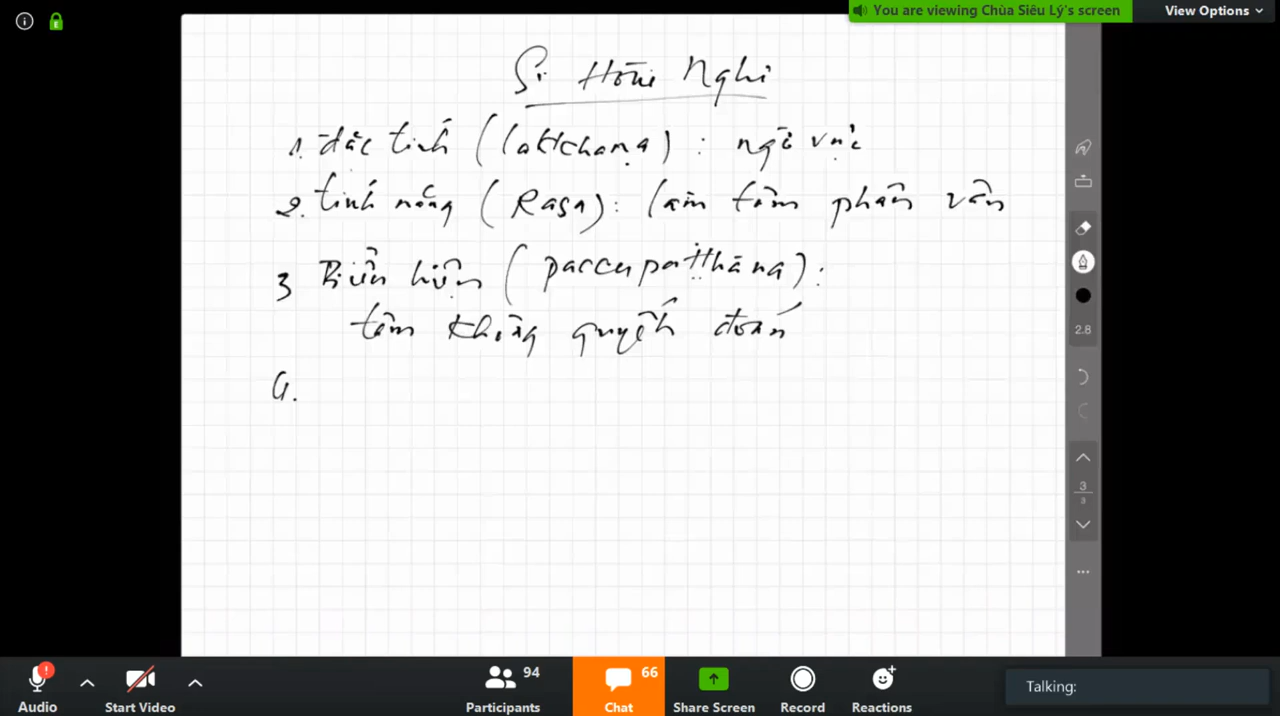 You are viewing Chùa Siêu Lý's screen
View Options
Sự Hoài Nghi
1. đặc tính (lakkhaṇa) : ngờ vực
2. tính năng (Rasa): làm tâm phân vân
3 Biểu hiện (paccupaṭṭhāna):
tâm không quyết đoán
4.
2.8
3
3
Audio
Start Video
94
Participants
66
Chat
Share Screen
Record
Reactions
Talking: